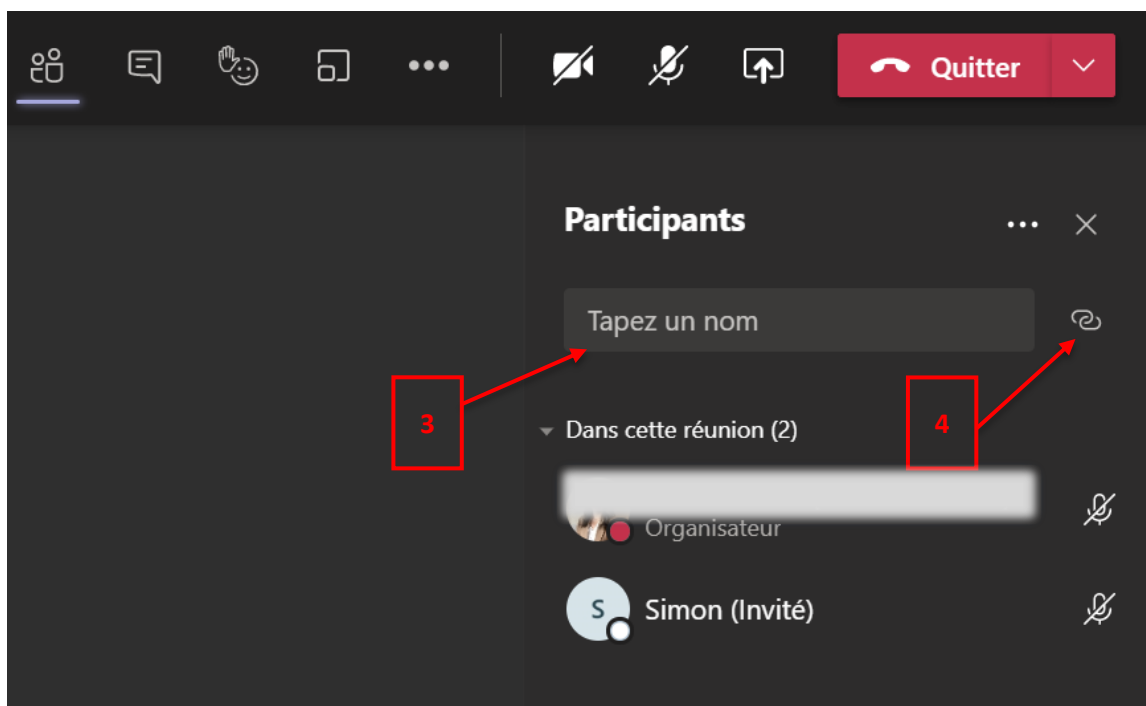 Quitter
Participants
Tapez un nom
3
4
Dans cette réunion (2)
Organisateur
S
Simon (Invité)